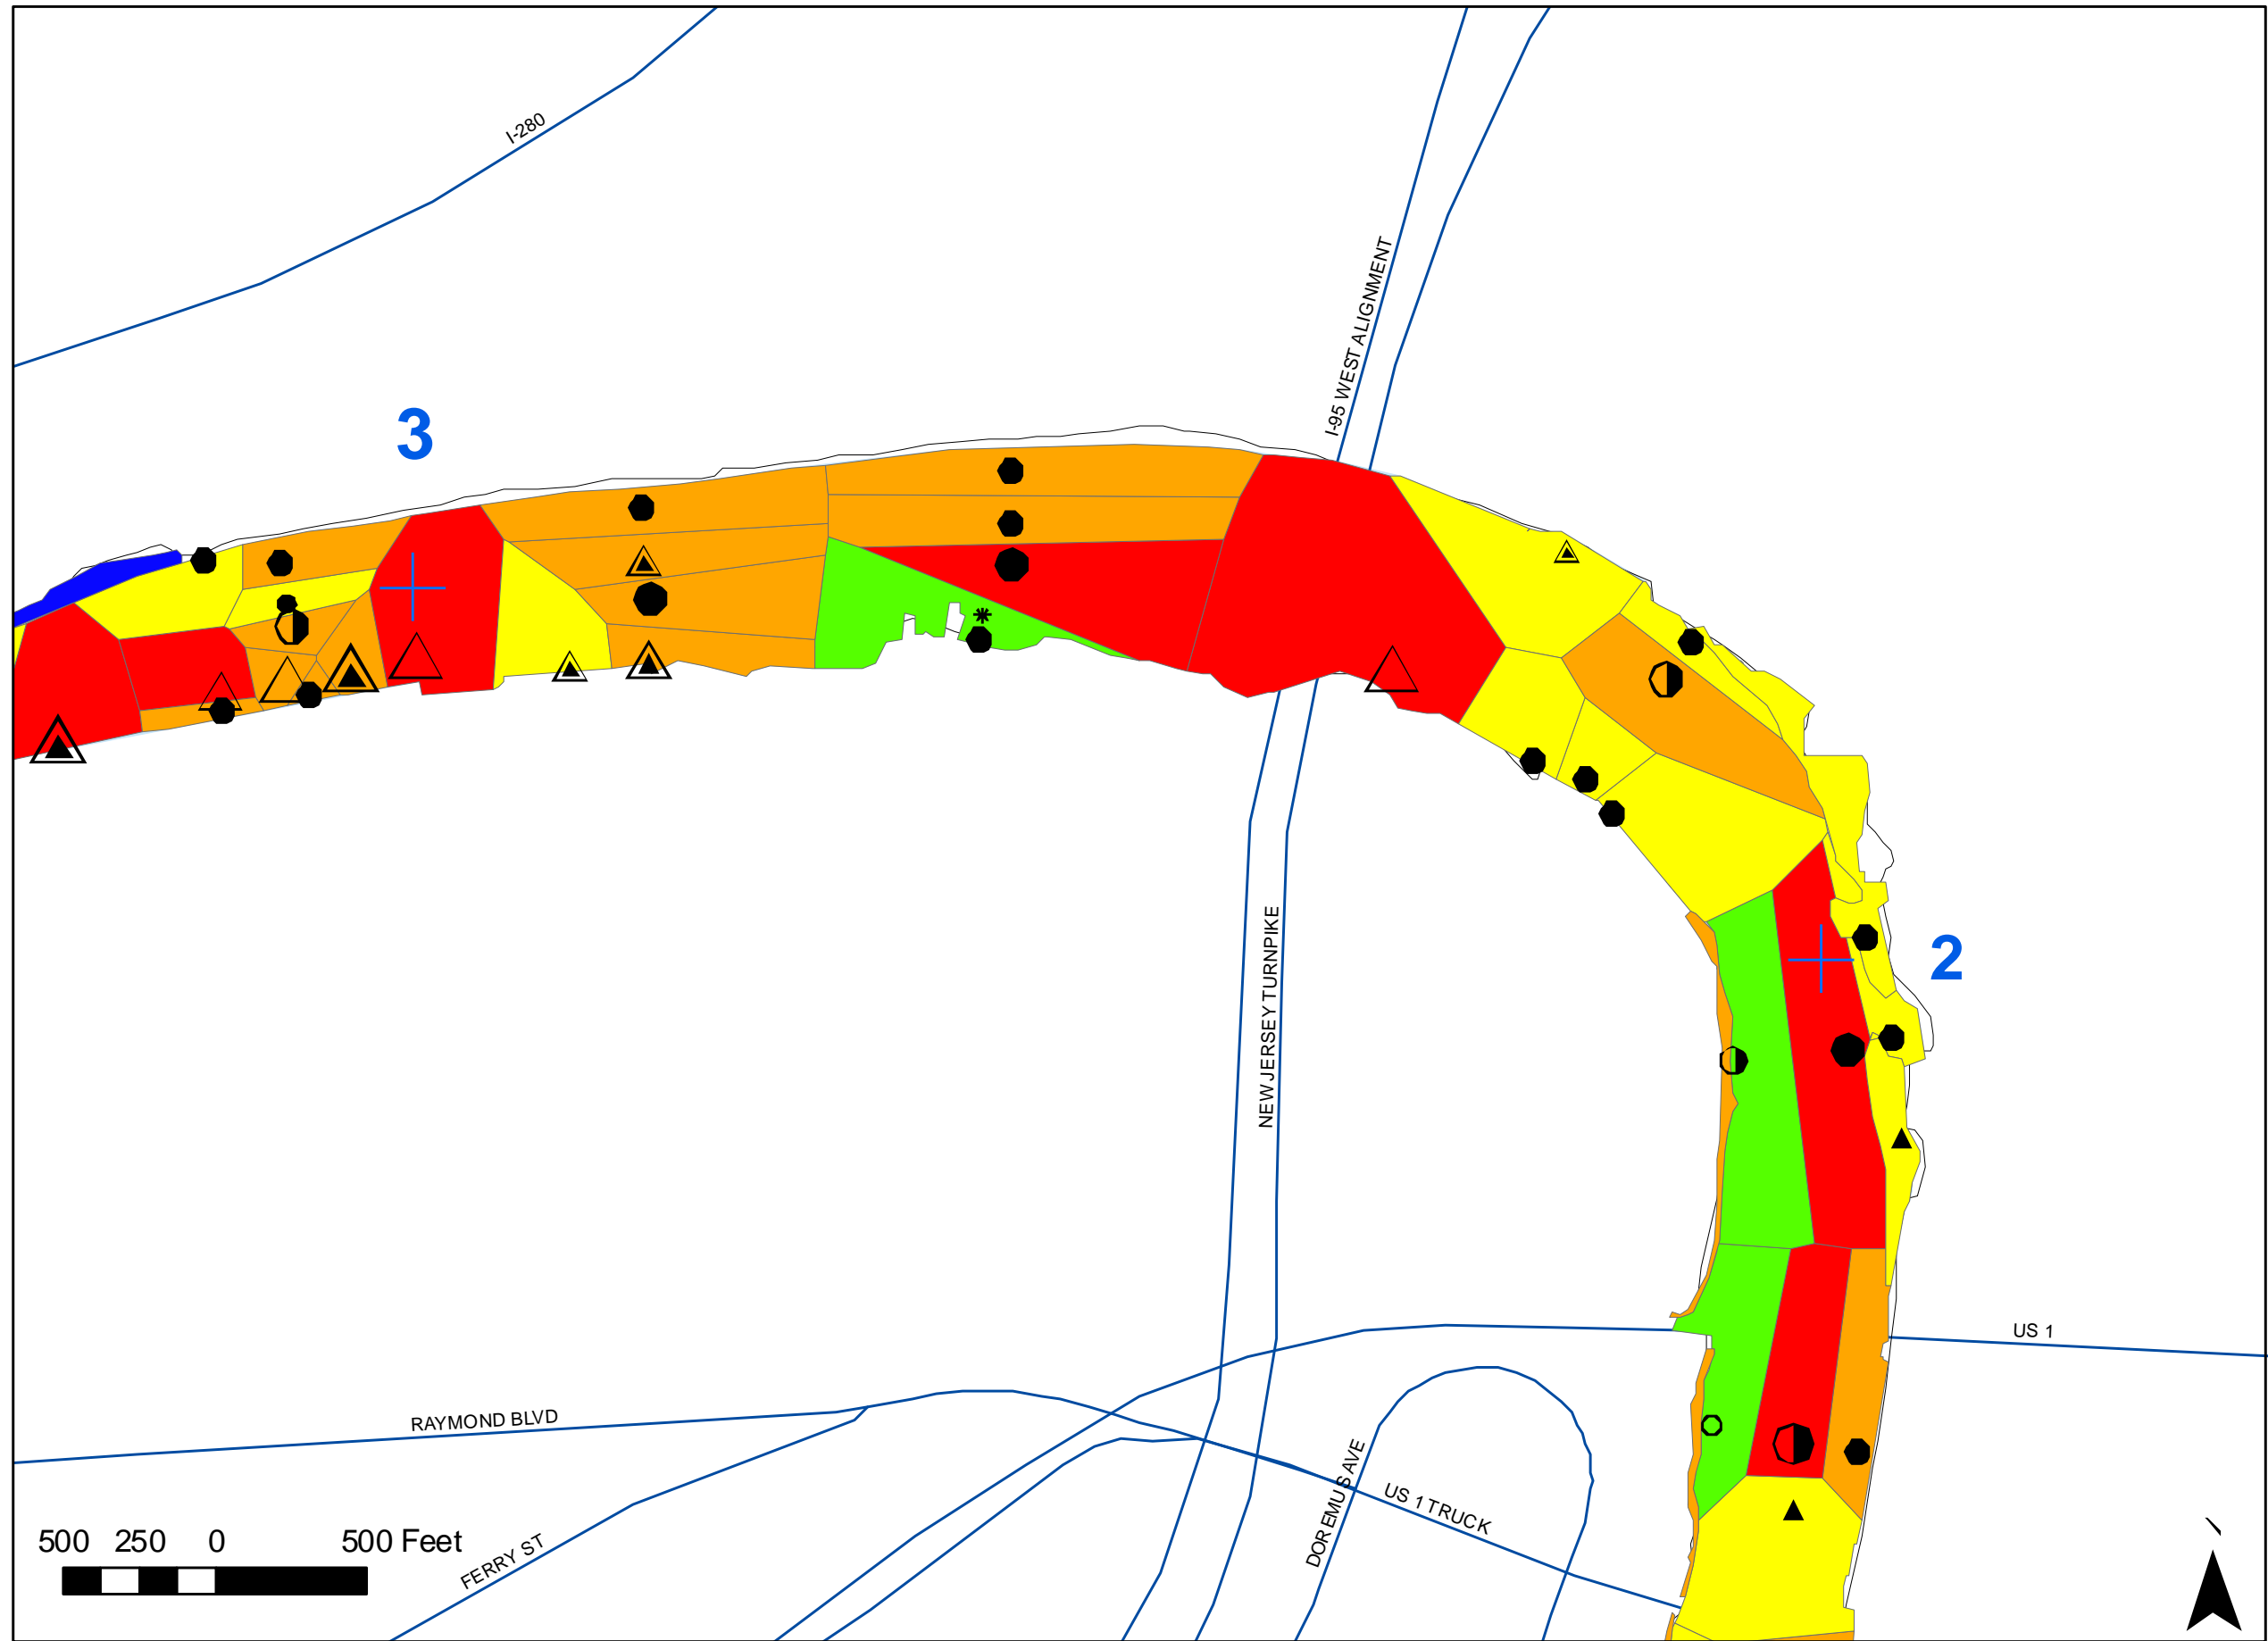 I-280
I-95 WEST ALIGNMENT
3
2
NEW JERSEY TURNPIKE
US 1
RAYMOND BLVD
DOREMUS AVE
US 1 TRUCK
FERRY ST
500 250 0 500 Feet